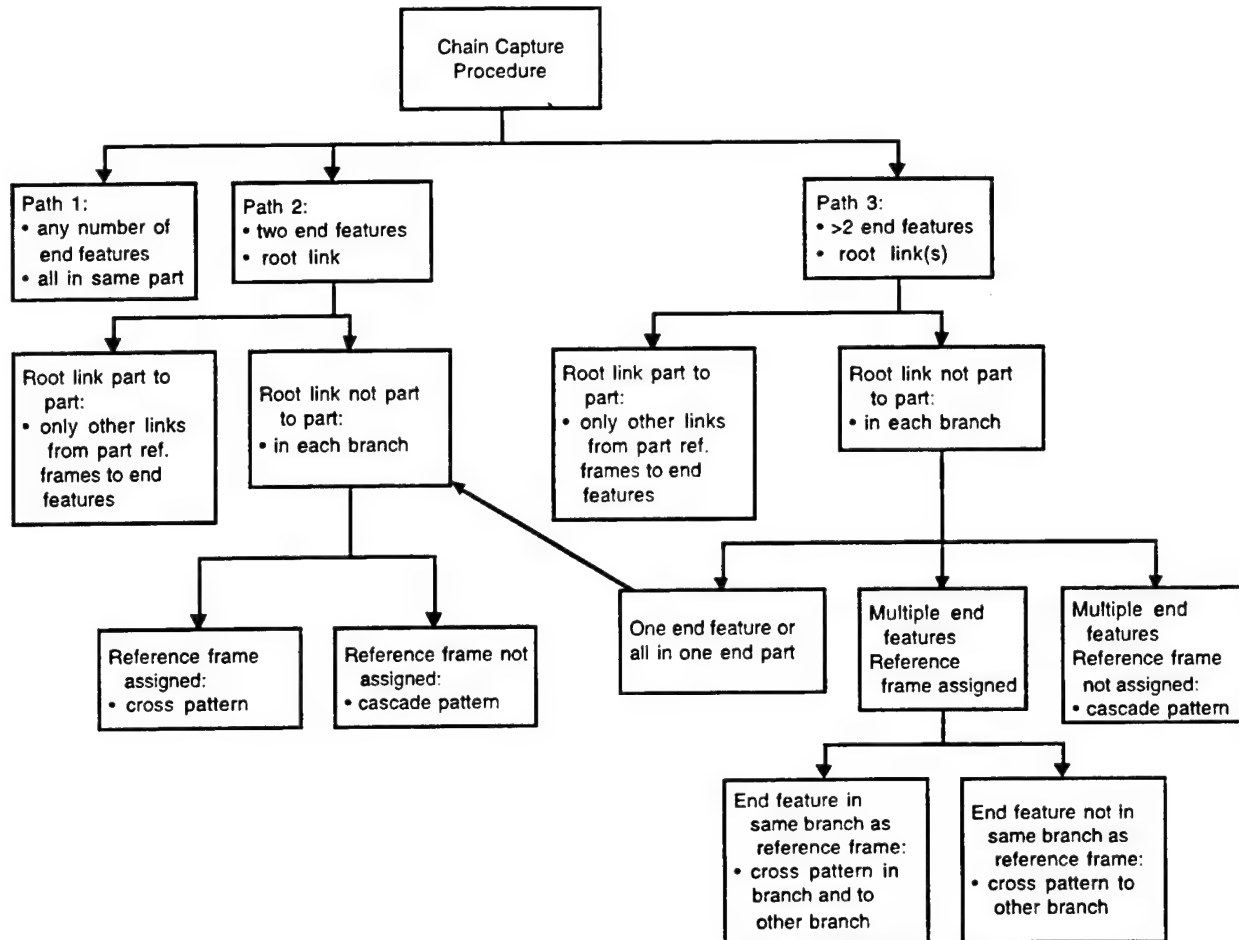 Chain Capture
Procedure
Path 1:
• any number of
end features
• all in same part
Path 2:
• two end features
• root link
Path 3:
• >2 end features
• root link(s)
Root link part to
part:
• only other links
from part ref.
frames to end
features
Root link not part
to part:
• in each branch
Root link part to
part:
• only other links
from part ref.
frames to end
features
Root link not part
to part:
• in each branch
Reference frame
assigned:
• cross pattern
Reference frame not
assigned:
• cascade pattern
One end feature or
all in one end part
Multiple end
features
Reference
frame assigned
Multiple end
features
Reference frame
not assigned:
• cascade pattern
End feature in
same branch as
reference frame:
• cross pattern in
branch and to
other branch
End feature not in
same branch as
reference frame:
• cross pattern to
other branch